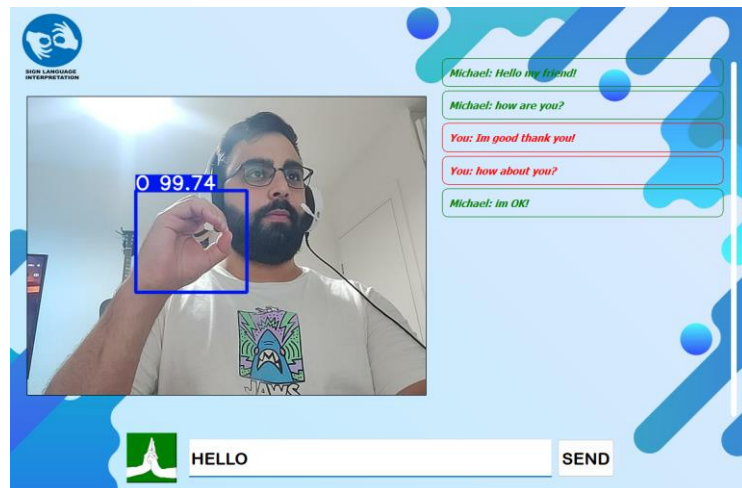 SIGN LANGUAGE
INTERPRETATION
Michael: Hello my friend!
Michael: how are you?
You: Im good thank you!
You: how about you?
Michael: im OK!
O 99.74
JAWS
HELLO
SEND